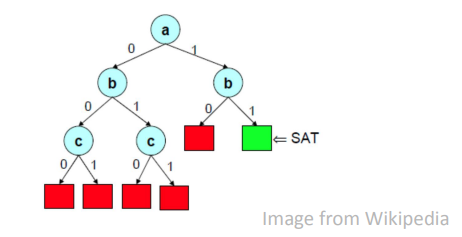 a
0 1
b b
0 1 0 1
c c ⇐ SAT
0 1 0 1
Image from Wikipedia